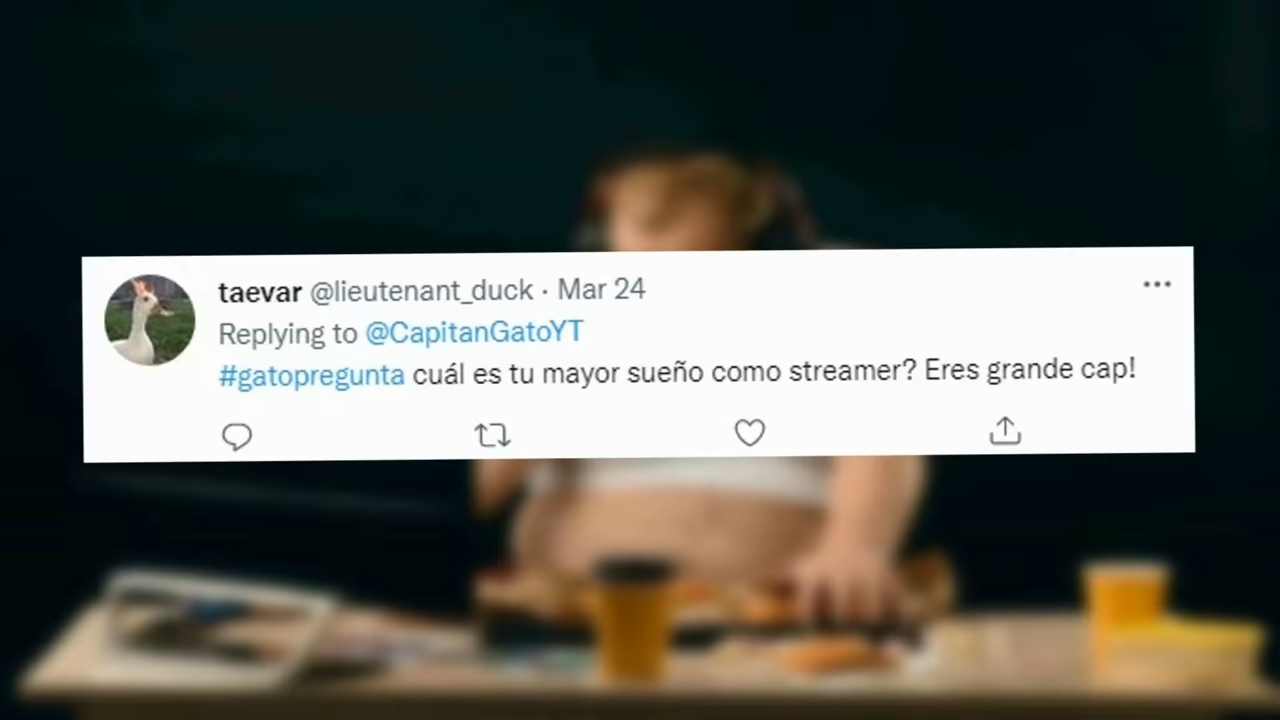 taevar @lieutenant_duck · Mar 24
Replying to @CapitanGatoYT
#gatopregunta cuál es tu mayor sueño como streamer? Eres grande cap!